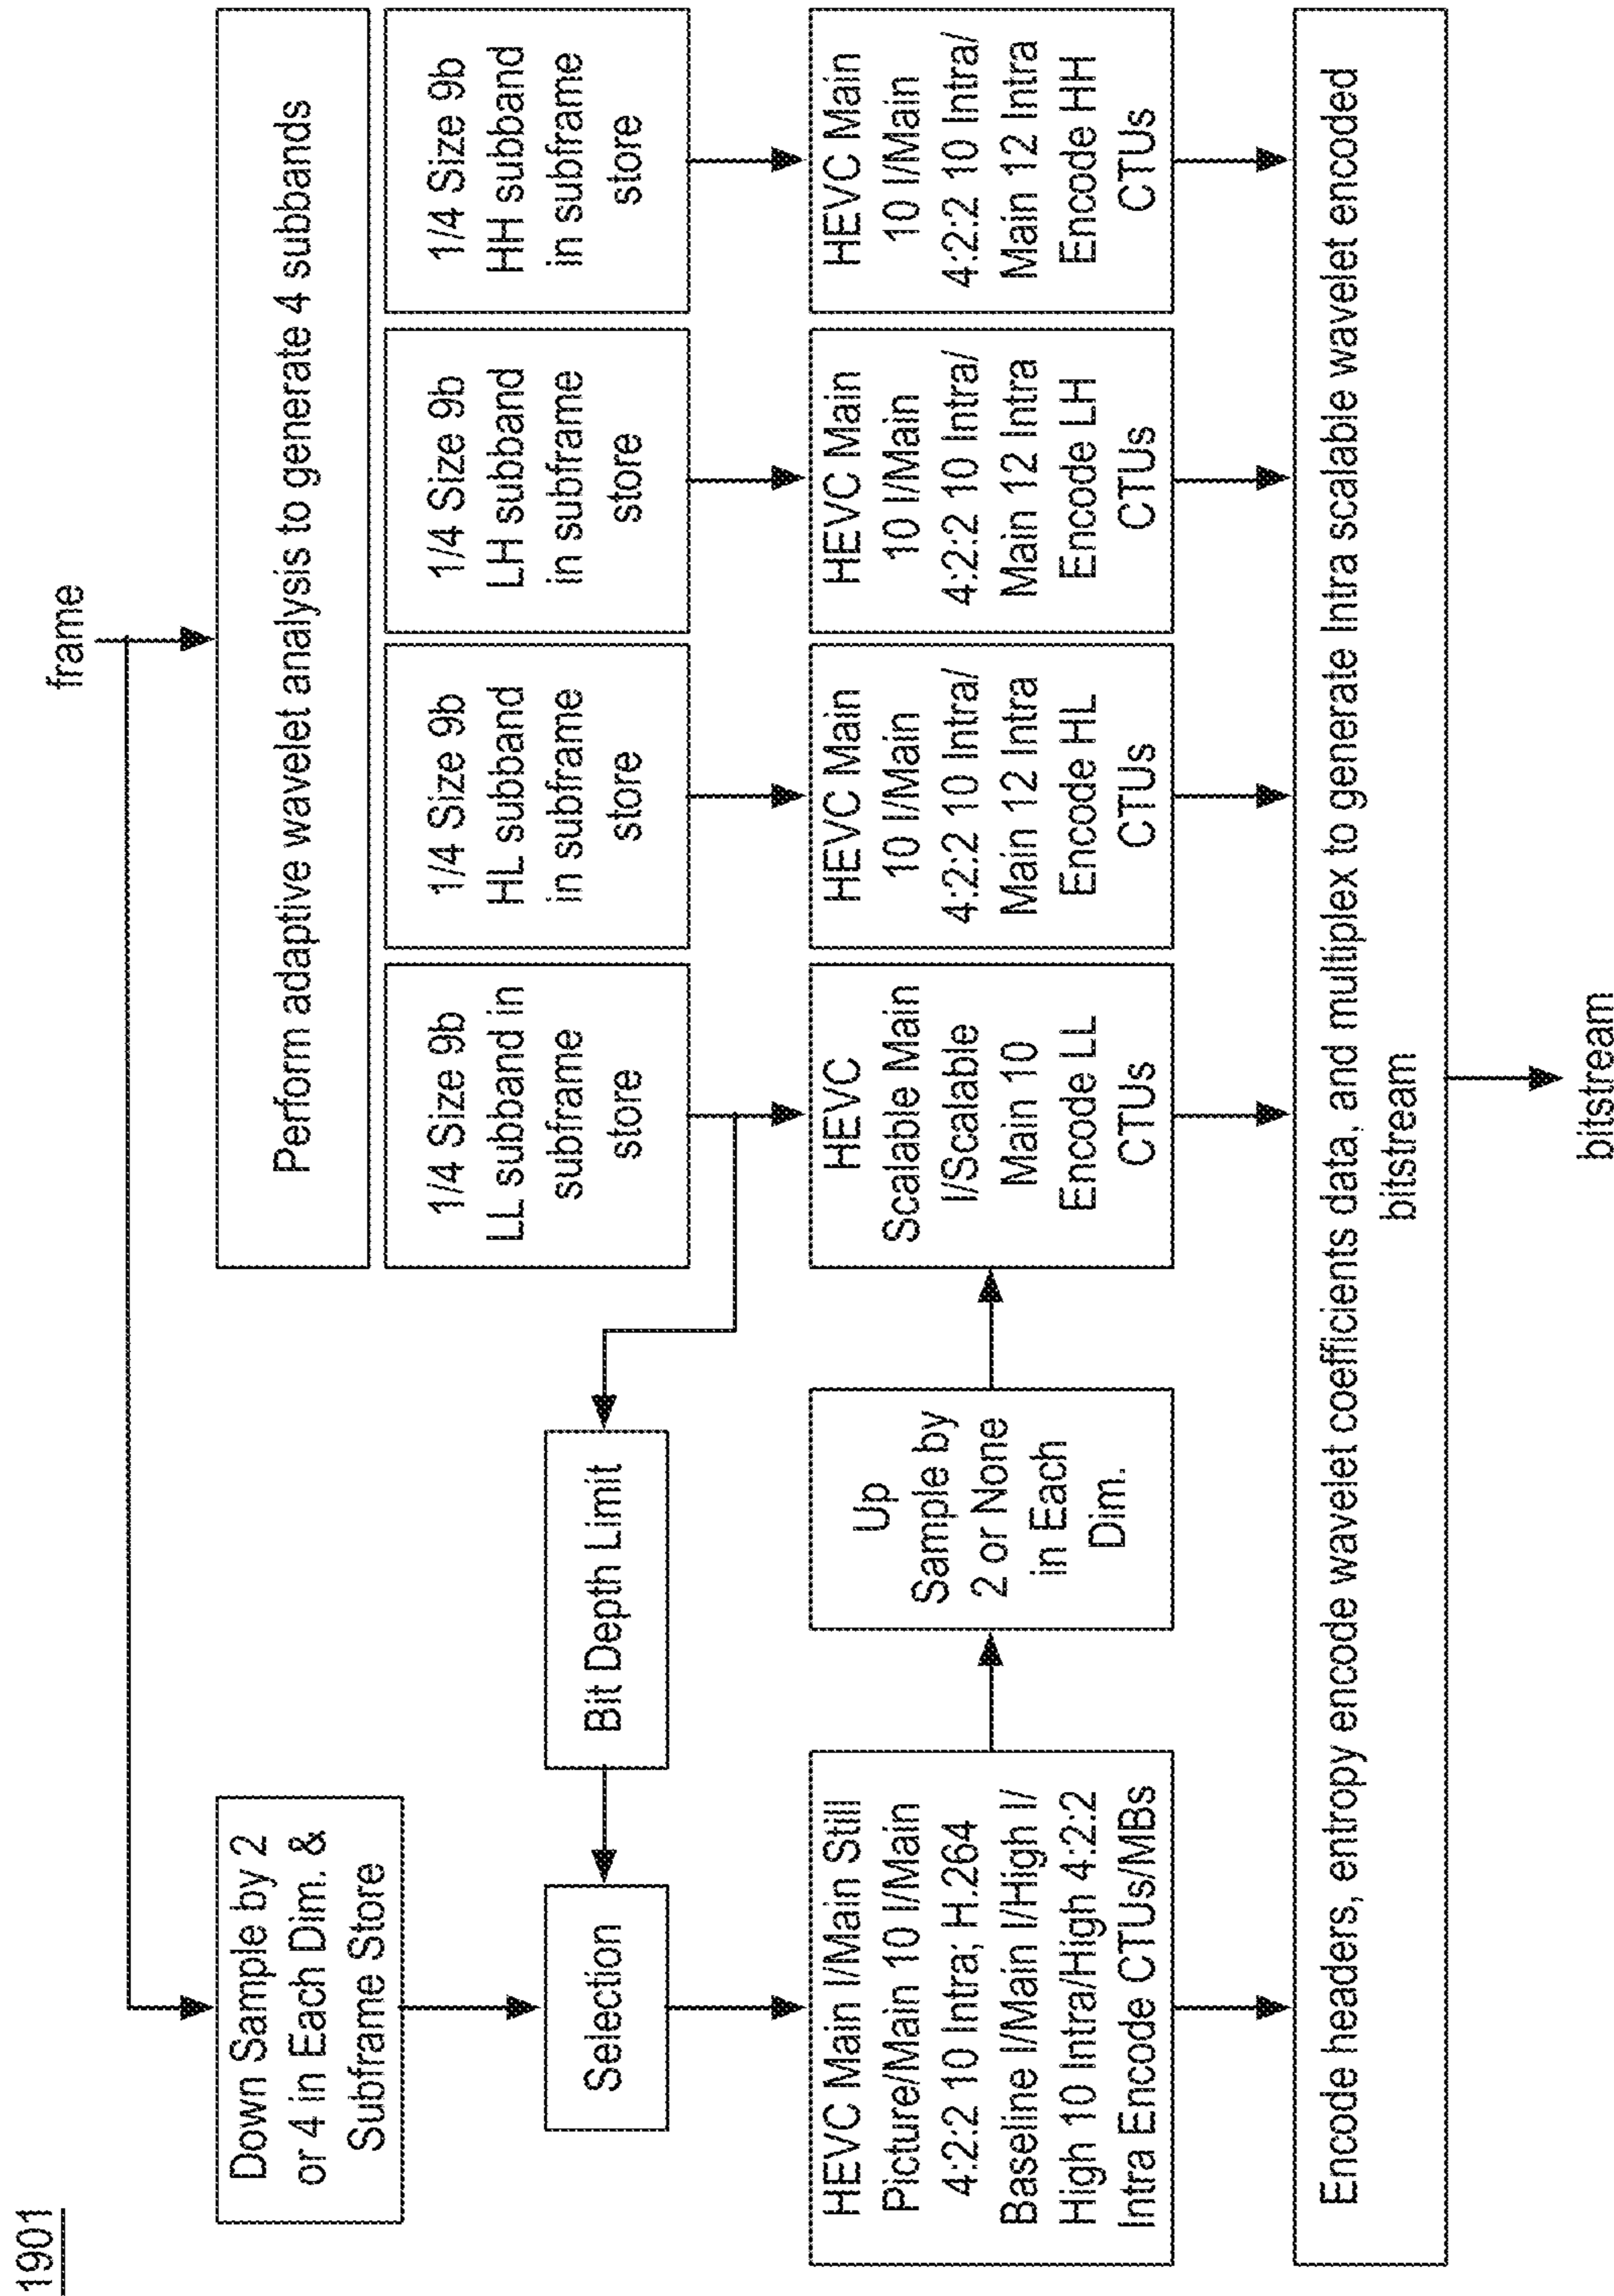 1901
frame
Down Sample by 2
or 4 in Each Dim. &
Subframe Store
Perform adaptive wavelet analysis to generate 4 subbands
1/4 Size 9b
LL subband in
subframe
store
1/4 Size 9b
HL subband
in subframe
store
1/4 Size 9b
LH subband
in subframe
store
1/4 Size 9b
HH subband
in subframe
store
Selection
Bit Depth Limit
HEVC Main I/Main Still
Picture/Main 10 I/Main
4:2:2 10 Intra; H.264
Baseline I/Main I/High I/
High 10 Intra/High 4:2:2
Intra Encode CTUs/MBs
Up
Sample by
2 or None
in Each
Dim.
HEVC
Scalable Main
I/Scalable
Main 10
Encode LL
CTUs
HEVC Main
10 I/Main
4:2:2 10 Intra/
Main 12 Intra
Encode HL
CTUs
HEVC Main
10 I/Main
4:2:2 10 Intra/
Main 12 Intra
Encode LH
CTUs
HEVC Main
10 I/Main
4:2:2 10 Intra/
Main 12 Intra
Encode HH
CTUs
Encode headers, entropy encode wavelet coefficients data, and multiplex to generate Intra scalable wavelet encoded
bitstream
bitstream